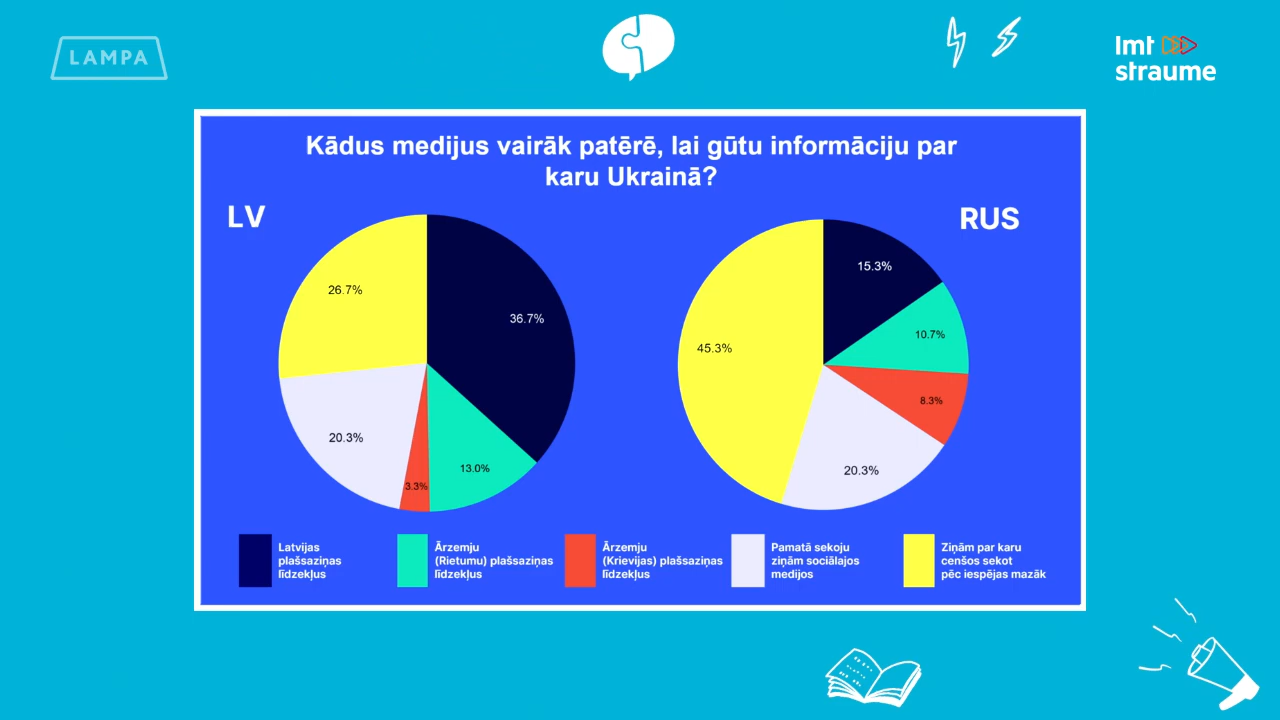 LAMPA
lmt
straume
Kādus medijus vairāk patērē, lai gūtu informāciju par
karu Ukrainā?
LV
RUS
26.7%
36.7%
20.3%
13.0%
3.3%
15.3%
10.7%
45.3%
8.3%
20.3%
Latvijas
plašsaziņas
līdzekļus
Ārzemju
(Rietumu) plašsaziņas
līdzekļus
Ārzemju
(Krievijas) plašsaziņas
līdzekļus
Pamatā sekoju
ziņām sociālajos
medijos
Ziņām par karu
cenšos sekot
pēc iespējas mazāk